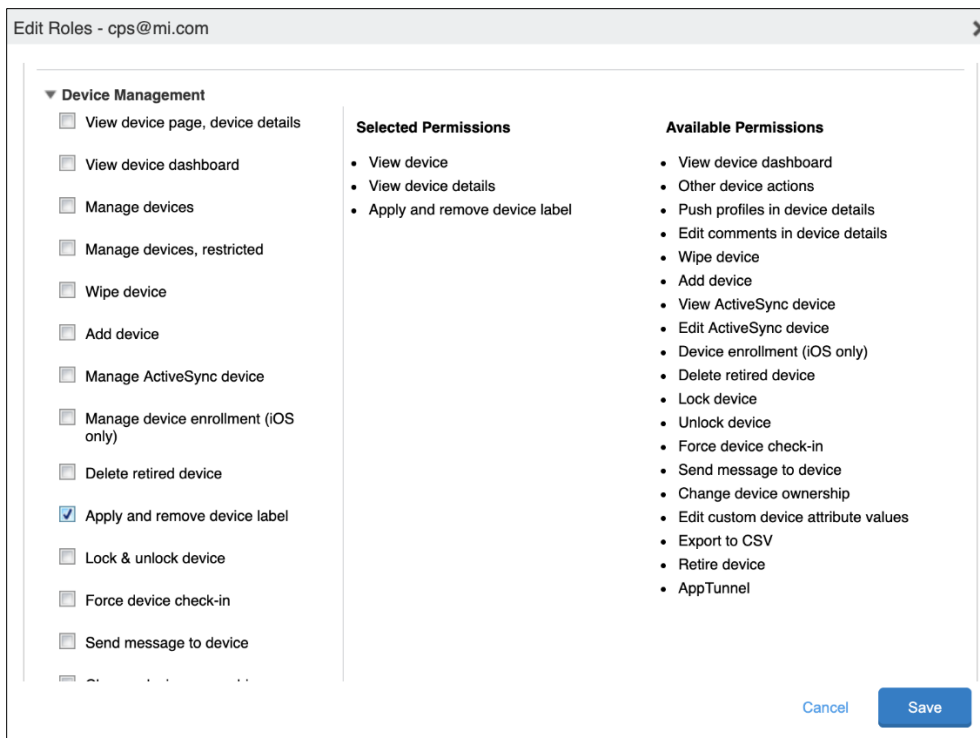 Edit Roles - cps@mi.com
Device Management
View device page, device details
View device dashboard
Manage devices
Manage devices, restricted
Wipe device
Add device
Manage ActiveSync device
Manage device enrollment (iOS
only)
Delete retired device
Apply and remove device label
Lock & unlock device
Force device check-in
Send message to device
Selected Permissions
• View device
• View device details
• Apply and remove device label
Available Permissions
• View device dashboard
• Other device actions
• Push profiles in device details
• Edit comments in device details
• Wipe device
• Add device
• View ActiveSync device
• Edit ActiveSync device
• Device enrollment (iOS only)
• Delete retired device
• Lock device
• Unlock device
• Force device check-in
• Send message to device
• Change device ownership
• Edit custom device attribute values
• Export to CSV
• Retire device
• AppTunnel
Cancel
Save